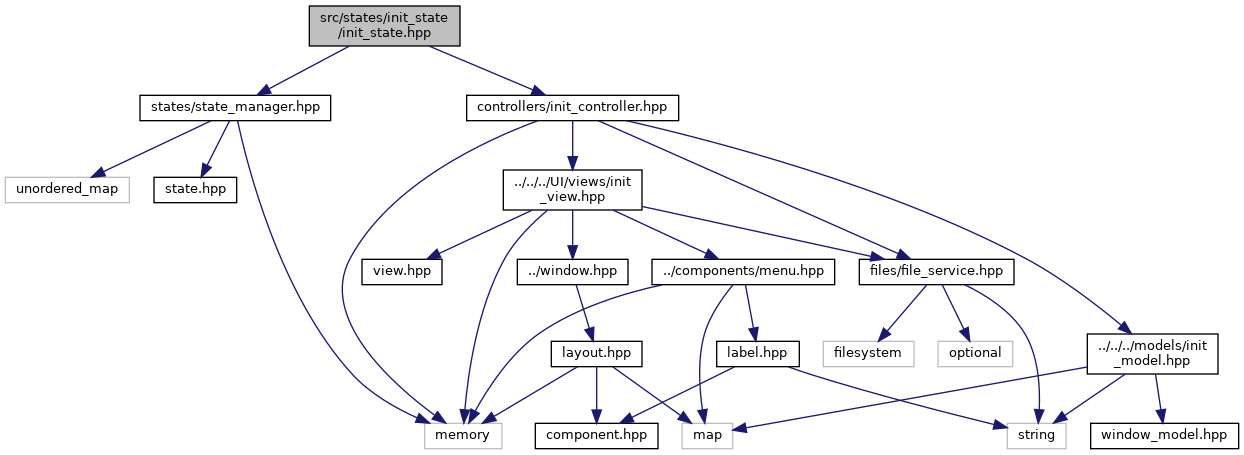 src/states/init_state
/init_state.hpp
states/state_manager.hpp
controllers/init_controller.hpp
unordered_map
state.hpp
../../../UI/views/init
_view.hpp
view.hpp
../window.hpp
../components/menu.hpp
files/file_service.hpp
layout.hpp
label.hpp
filesystem
optional
../../../models/init
_model.hpp
memory
component.hpp
map
string
window_model.hpp